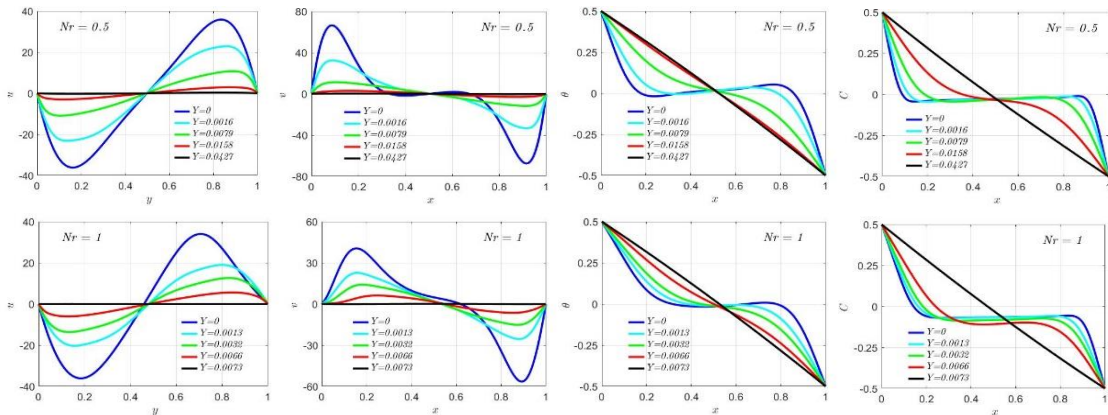 Nr = 0.5
u
40
20
0
-20
-40
Y=0
Y=0.0016
Y=0.0079
Y=0.0158
Y=0.0427
0 0.2 0.4 0.6 0.8 1
y
Nr = 0.5
v
80
40
0
-40
-80
Y=0
Y=0.0016
Y=0.0079
Y=0.0158
Y=0.0427
0 0.2 0.4 0.6 0.8 1
x
Nr = 0.5
θ
0.5
0.25
0
-0.25
-0.5
Y=0
Y=0.0016
Y=0.0079
Y=0.0158
Y=0.0427
0 0.2 0.4 0.6 0.8 1
x
Nr = 0.5
C
0.5
0.25
0
-0.25
-0.5
Y=0
Y=0.0016
Y=0.0079
Y=0.0158
Y=0.0427
0 0.2 0.4 0.6 0.8 1
x
Nr = 1
u
40
20
0
-20
-40
Y=0
Y=0.0013
Y=0.0032
Y=0.0066
Y=0.0073
0 0.2 0.4 0.6 0.8 1
y
Nr = 1
v
60
30
0
-30
-60
Y=0
Y=0.0013
Y=0.0032
Y=0.0066
Y=0.0073
0 0.2 0.4 0.6 0.8 1
x
Nr = 1
θ
0.5
0.25
0
-0.25
-0.5
Y=0
Y=0.0013
Y=0.0032
Y=0.0066
Y=0.0073
0 0.2 0.4 0.6 0.8 1
x
Nr = 1
C
0.5
0.25
0
-0.25
-0.5
Y=0
Y=0.0013
Y=0.0032
Y=0.0066
Y=0.0073
0 0.2 0.4 0.6 0.8 1
x